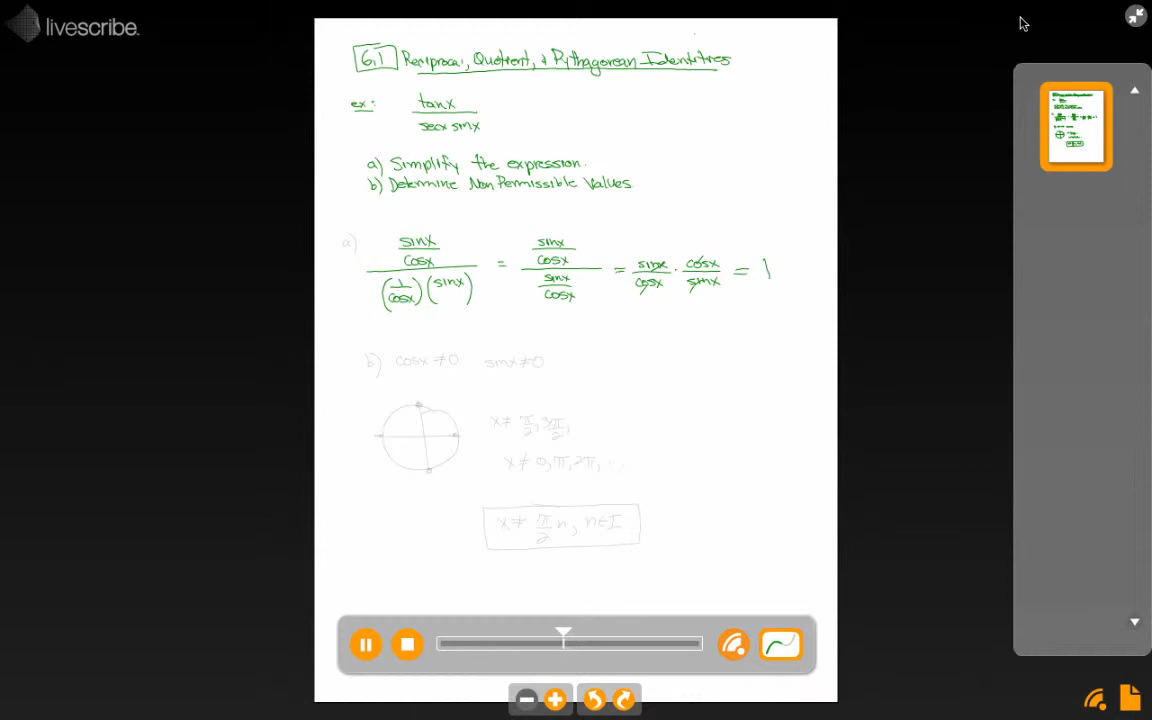 livescribe
6.1 Reciprocal, Quotient, & Pythagorean Identities
ex: tanx / secx sinx
a) Simplify the expression.
b) Determine Non Permissible Values
a) (sinx/cosx) / ((1/cosx)(sinx)) = (sinx/cosx) / (sinx/cosx) = sinx/cosx · cosx/sinx = 1
b) cosx ≠ 0 sinx ≠ 0
x ≠ π/2, 3π/2,
x ≠ 0, π, 2π, ...
x ≠ π/2 n, n∈I